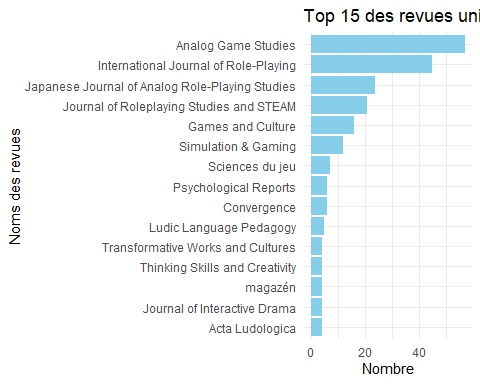 Top 15 des revues uni
Analog Game Studies
International Journal of Role-Playing
Japanese Journal of Analog Role-Playing Studies
Journal of Roleplaying Studies and STEAM
Games and Culture
Simulation & Gaming
Sciences du jeu
Psychological Reports
Convergence
Ludic Language Pedagogy
Transformative Works and Cultures
Thinking Skills and Creativity
magazén
Journal of Interactive Drama
Acta Ludologica
Noms des revues
0 20 40
Nombre